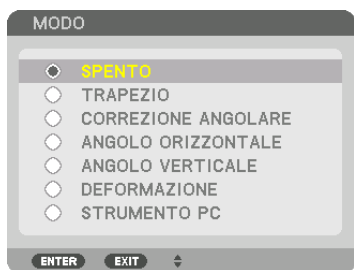 MODO
SPENTO
TRAPEZIO
CORREZIONE ANGOLARE
ANGOLO ORIZZONTALE
ANGOLO VERTICALE
DEFORMAZIONE
STRUMENTO PC
ENTER EXIT